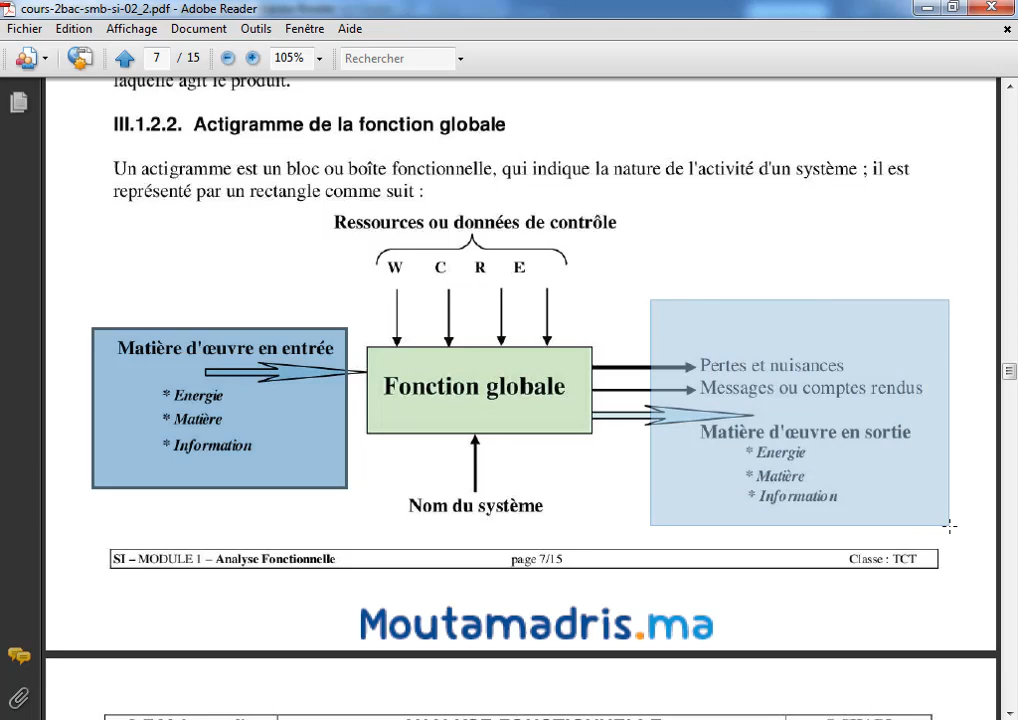 cours-2bac-smb-si-02_2.pdf - Adobe Reader
Fichier Edition Affichage Document Outils Fenêtre Aide
7 / 15 105% Rechercher
laquelle agit le produit.
III.1.2.2. Actigramme de la fonction globale
Un actigramme est un bloc ou boîte fonctionnelle, qui indique la nature de l'activité d'un système ; il est
représenté par un rectangle comme suit :
Ressources ou données de contrôle
W C R E
Matière d'œuvre en entrée
* Energie
* Matière
* Information
Fonction globale
Pertes et nuisances
Messages ou comptes rendus
Matière d'œuvre en sortie
* Energie
* Matière
* Information
Nom du système
SI – MODULE 1 – Analyse Fonctionnelle page 7/15 Classe : TCT
Moutamadris.ma
ANALYSE FONCTIONNELLE